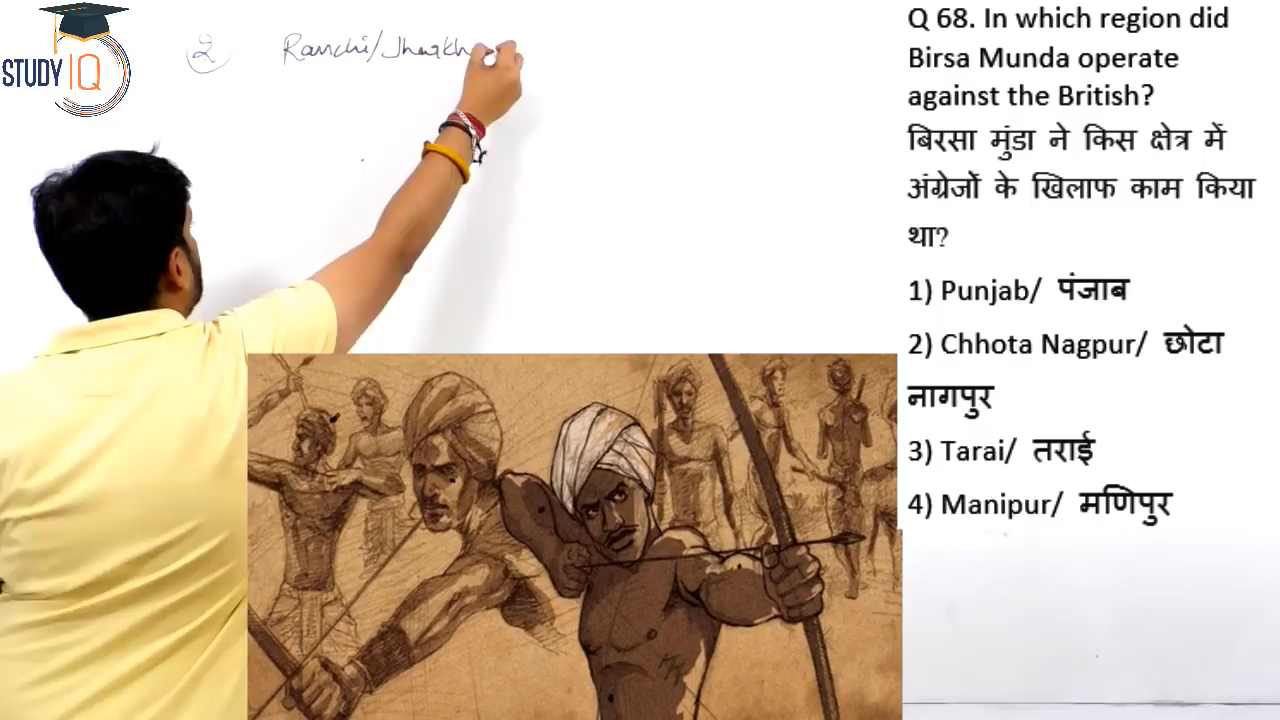 STUDY IQ
2 Ranchi/Jharkh
Q 68. In which region did
Birsa Munda operate
against the British?
बिरसा मुंडा ने किस क्षेत्र में
अंग्रेजों के खिलाफ काम किया
था?
1) Punjab/ पंजाब
2) Chhota Nagpur/ छोटा
नागपुर
3) Tarai/ तराई
4) Manipur/ मणिपुर